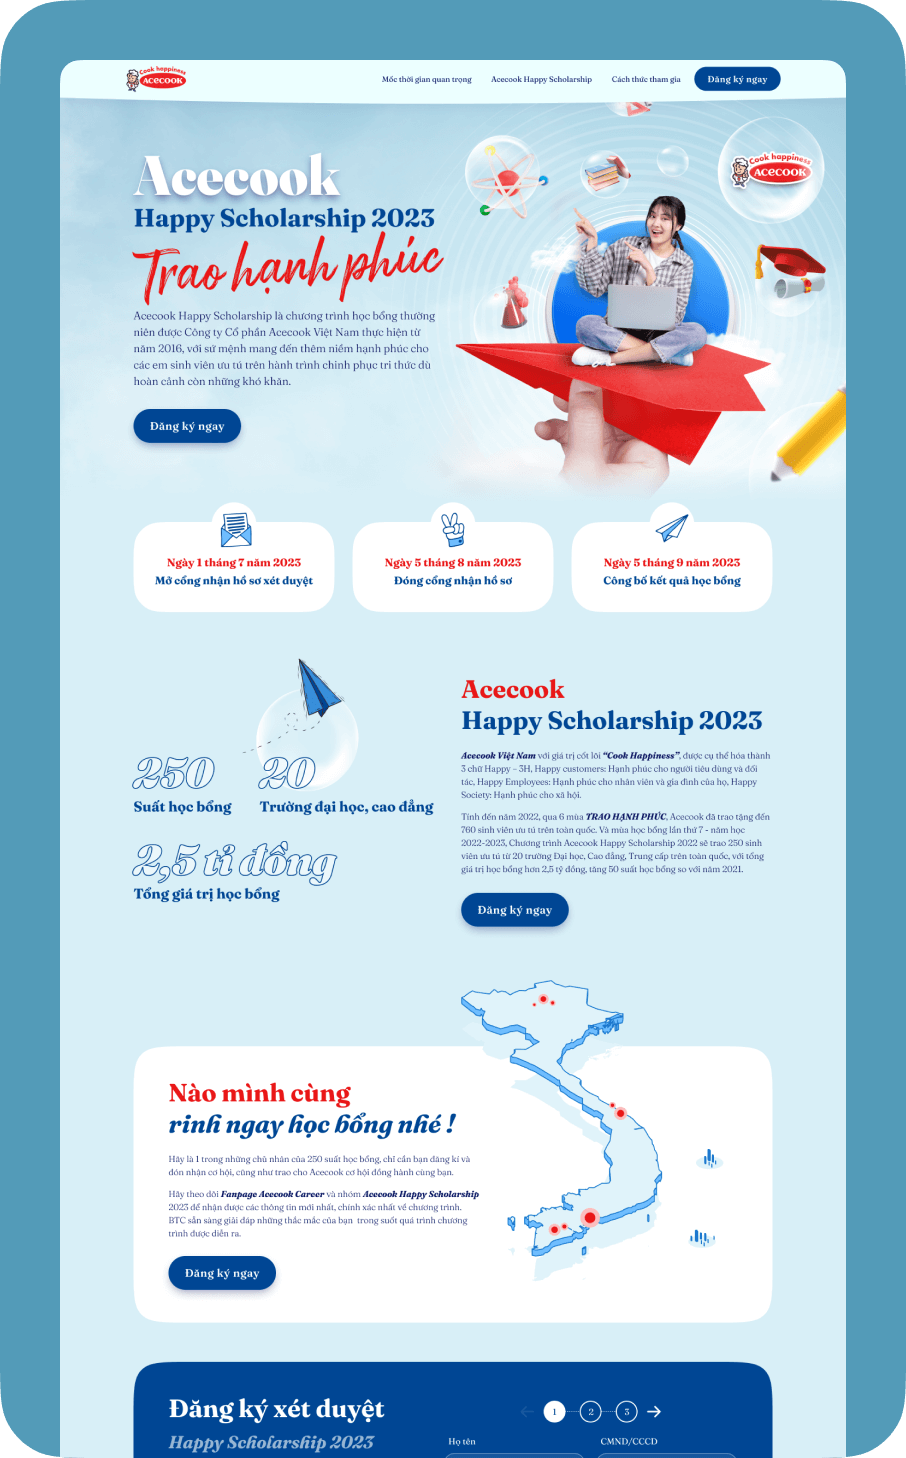 Cook happiness
ACECOOK
Mốc thời gian quan trọng
Acecook Happy Scholarship
Cách thức tham gia
Đăng ký ngay
Cook happiness
ACECOOK
Acecook
Happy Scholarship 2023
Trao hạnh phúc
Acecook Happy Scholarship là chương trình học bổng thường
niên được Công ty Cổ phần Acecook Việt Nam thực hiện từ
năm 2016, với sứ mệnh mang đến thêm niềm hạnh phúc cho
các em sinh viên ưu tú trên hành trình chinh phục tri thức dù
hoàn cảnh còn những khó khăn.
Đăng ký ngay
Ngày 1 tháng 7 năm 2023
Mở cổng nhận hồ sơ xét duyệt
Ngày 5 tháng 8 năm 2023
Đóng cổng nhận hồ sơ
Ngày 5 tháng 9 năm 2023
Công bố kết quả học bổng
250
Suất học bổng
20
Trường đại học, cao đẳng
2,5 tỉ đồng
Tổng giá trị học bổng
Acecook
Happy Scholarship 2023
Acecook Việt Nam với giá trị cốt lõi “Cook Happiness”, được cụ thể hóa thành
3 chữ Happy – 3H, Happy customers: Hạnh phúc cho người tiêu dùng và đối
tác, Happy Employees: Hạnh phúc cho nhân viên và gia đình của họ, Happy
Society: Hạnh phúc cho xã hội.
Tính đến năm 2022, qua 6 mùa TRAO HẠNH PHÚC, Acecook đã trao tặng đến
760 sinh viên ưu tú trên toàn quốc. Và mùa học bổng lần thứ 7 - năm học
2022-2023, Chương trình Acecook Happy Scholarship 2022 sẽ trao 250 sinh
viên ưu tú từ 20 trường Đại học, Cao đẳng, Trung cấp trên toàn quốc, với tổng
giá trị học bổng hơn 2,5 tỷ đồng, tăng 50 suất học bổng so với năm 2021.
Đăng ký ngay
Nào mình cùng
rinh ngay học bổng nhé !
Hãy là 1 trong những chủ nhân của 250 suất học bổng, chỉ cần bạn đăng kí và
đón nhận cơ hội, cũng như trao cho Acecook cơ hội đồng hành cùng bạn.
Hãy theo dõi Fanpage Acecook Career và nhóm Acecook Happy Scholarship
2023 để nhận được các thông tin mới nhất, chính xác nhất về chương trình.
BTC sẵn sàng giải đáp những thắc mắc của bạn trong suốt quá trình chương
trình được diễn ra.
Đăng ký ngay
Đăng ký xét duyệt
Happy Scholarship 2023
1 2 3
Họ tên
CMND/CCCD